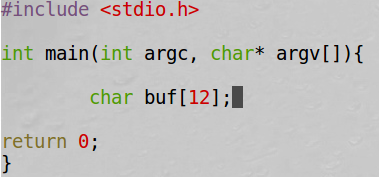 #include <stdio.h>
int main(int argc, char* argv[]){
char buf[12];
return 0;
}